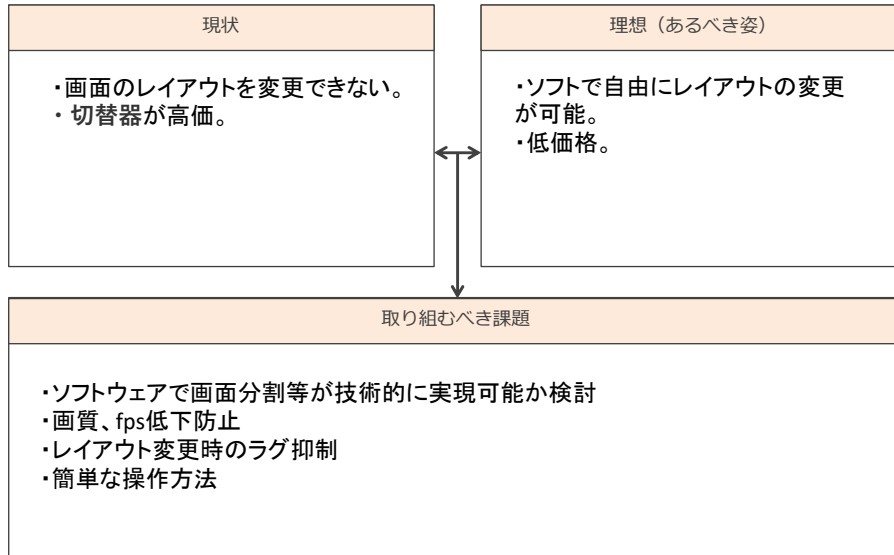 現状
・画面のレイアウトを変更できない。
・切替器が高価。
理想（あるべき姿）
・ソフトで自由にレイアウトの変更
が可能。
・低価格。
取り組むべき課題
・ソフトウェアで画面分割等が技術的に実現可能か検討
・画質、fps低下防止
・レイアウト変更時のラグ抑制
・簡単な操作方法